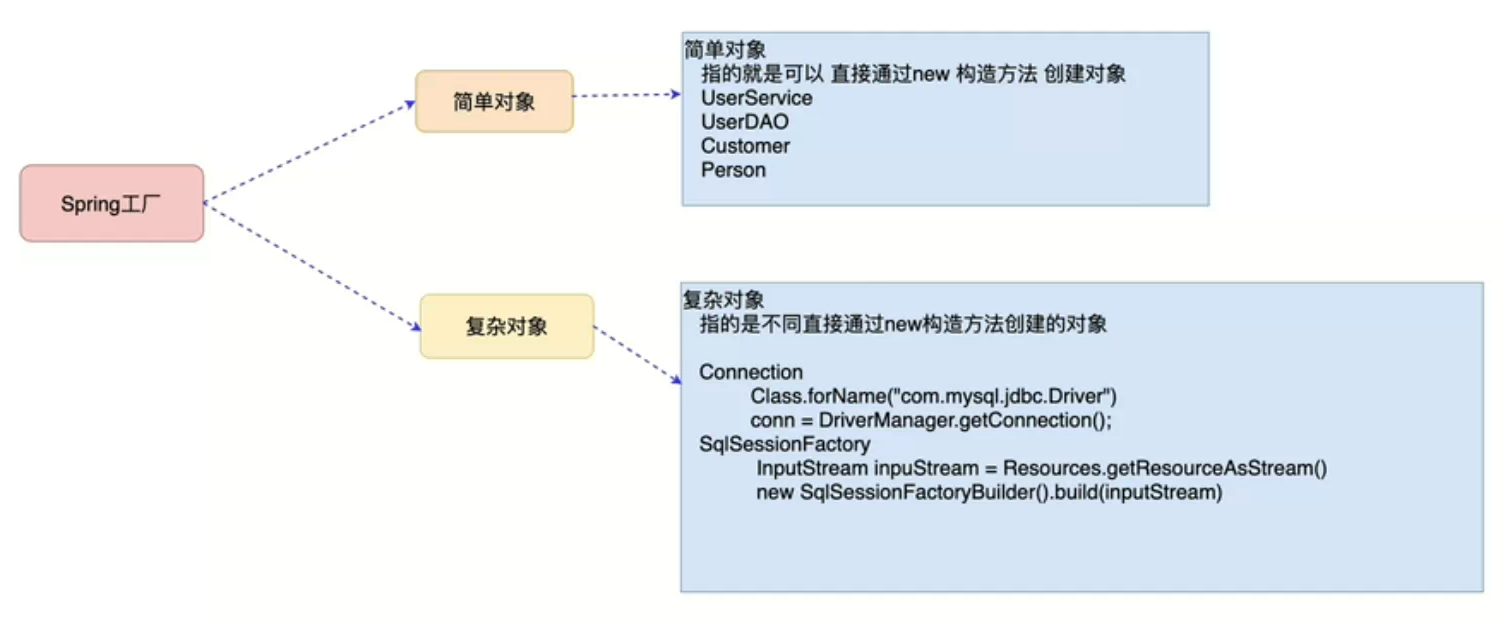 Spring工厂
简单对象
简单对象
指的就是可以 直接通过new 构造方法 创建对象
UserService
UserDAO
Customer
Person
复杂对象
复杂对象
指的是不同直接通过new构造方法创建的对象
Connection
Class.forName("com.mysql.jdbc.Driver")
conn = DriverManager.getConnection();
SqlSessionFactory
InputStream inpuStream = Resources.getResourceAsStream()
new SqlSessionFactoryBuilder().build(inputStream)